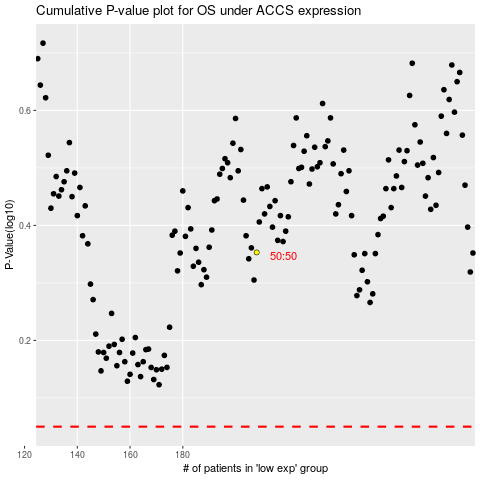 Cumulative P-value plot for OS under ACCS expression
P-Value(log10)
0.6
0.4
0.2
50:50
120 140 160 180
# of patients in 'low exp' group